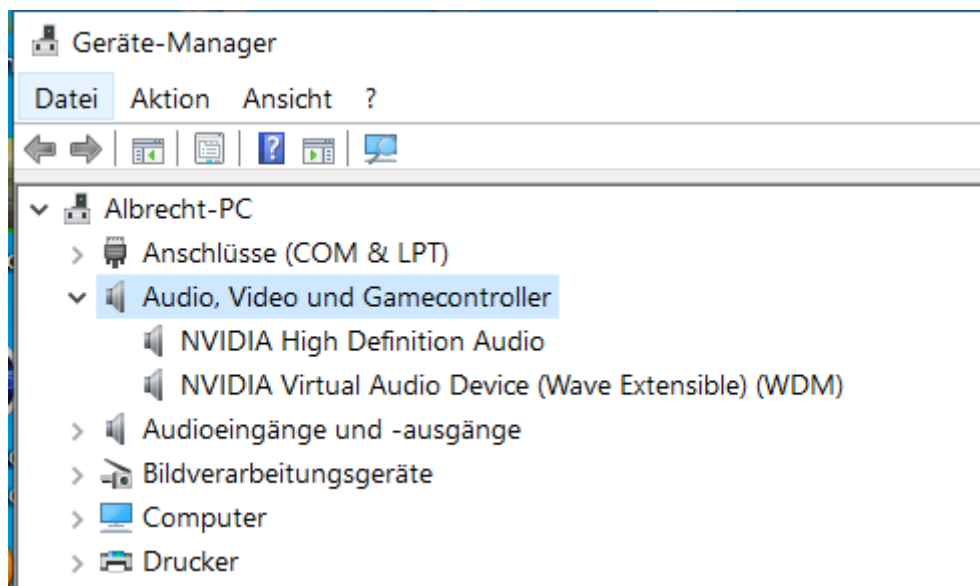 Geräte-Manager
Datei Aktion Ansicht ?
Albrecht-PC
Anschlüsse (COM & LPT)
Audio, Video und Gamecontroller
NVIDIA High Definition Audio
NVIDIA Virtual Audio Device (Wave Extensible) (WDM)
Audioeingänge und -ausgänge
Bildverarbeitungsgeräte
Computer
Drucker